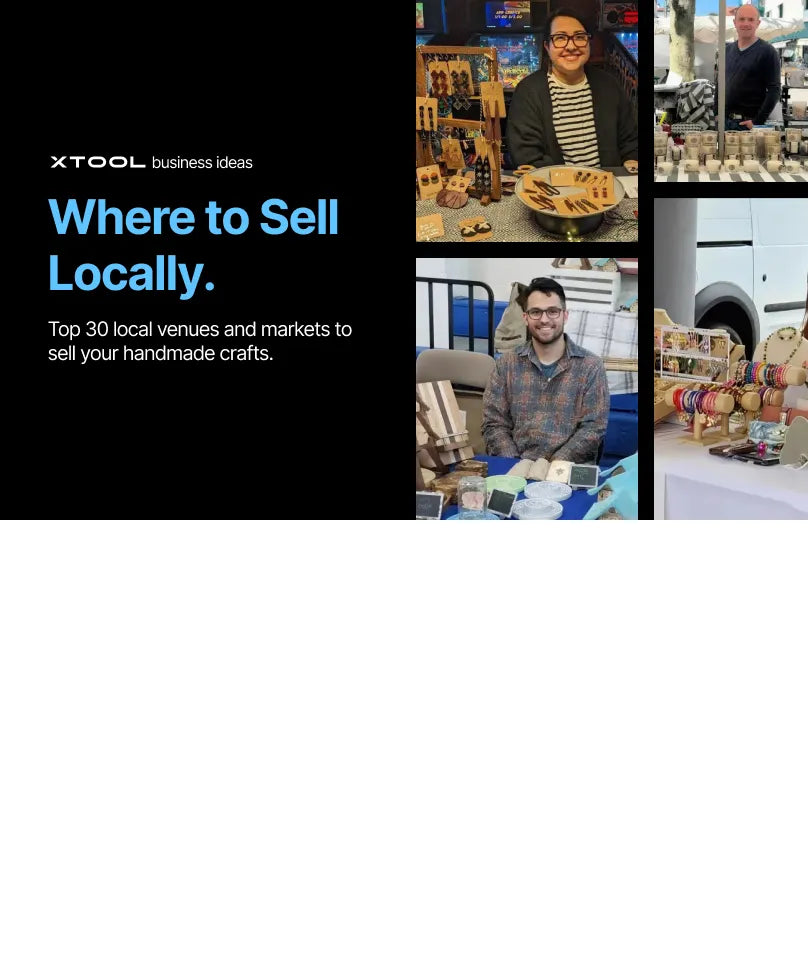 XTOOL business ideas
Where to Sell
Locally.
Top 30 local venues and markets to
sell your handmade crafts.